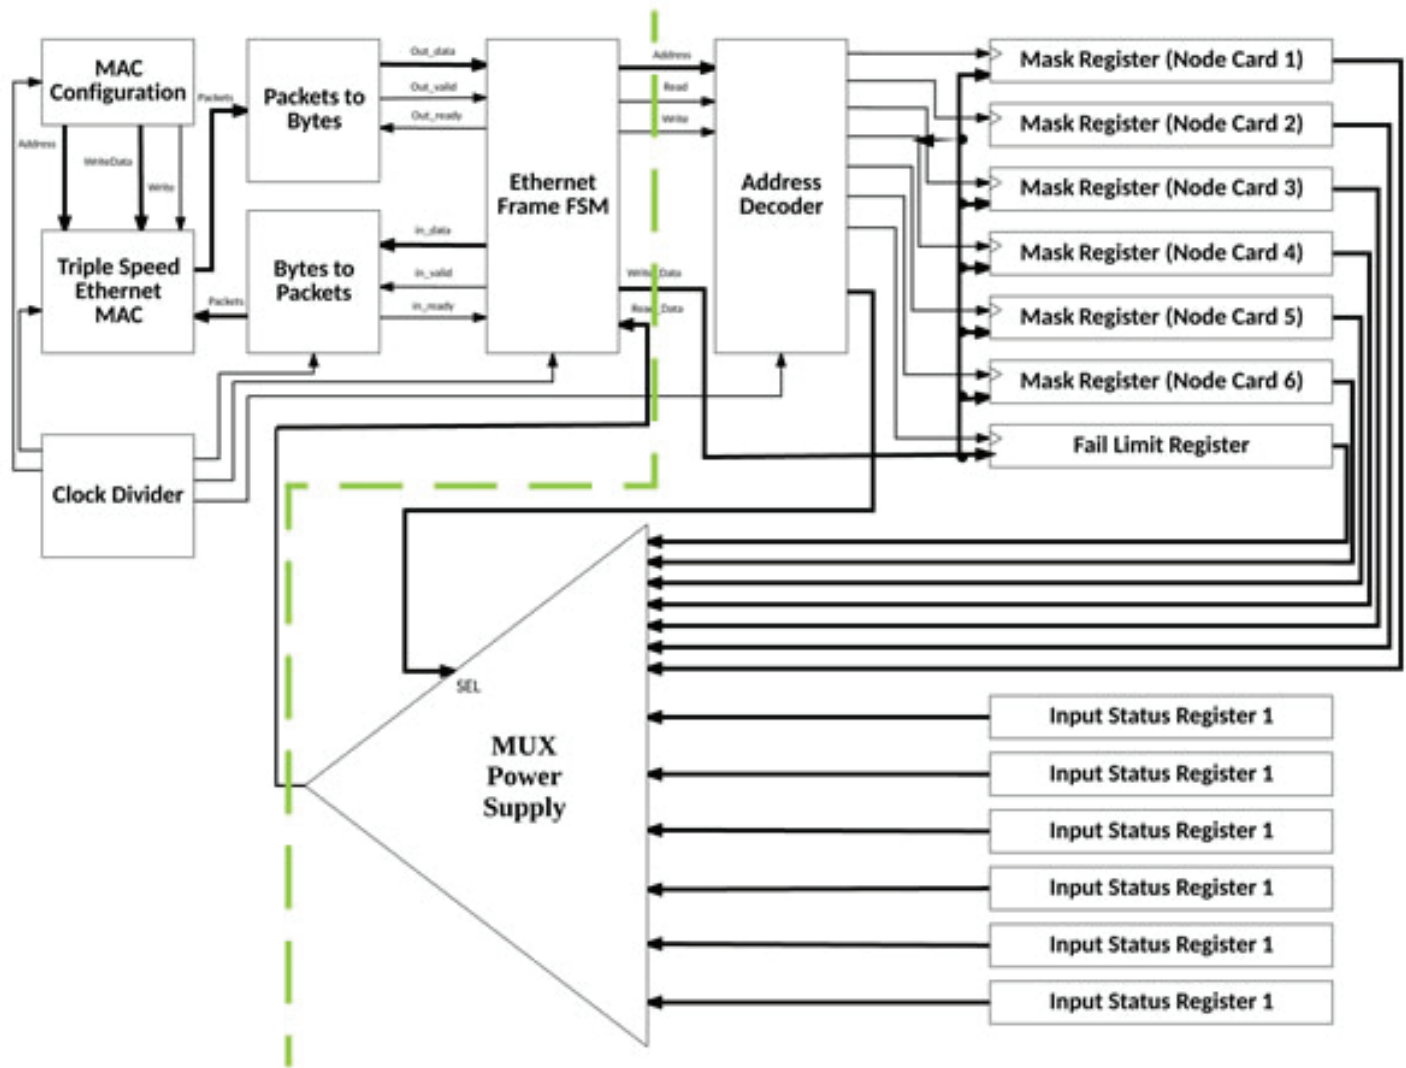 MAC
Configuration
Address
WriteData
Write
Triple Speed
Ethernet
MAC
Clock Divider
Packets
Packets
Packets to
Bytes
Bytes to
Packets
Out_data
Out_valid
Out_ready
in_data
in_valid
in_ready
Ethernet
Frame FSM
Address
Read
Write
Write_Data
Read_Data
Address
Decoder
Mask Register (Node Card 1)
Mask Register (Node Card 2)
Mask Register (Node Card 3)
Mask Register (Node Card 4)
Mask Register (Node Card 5)
Mask Register (Node Card 6)
Fail Limit Register
SEL
MUX
Power
Supply
Input Status Register 1
Input Status Register 1
Input Status Register 1
Input Status Register 1
Input Status Register 1
Input Status Register 1